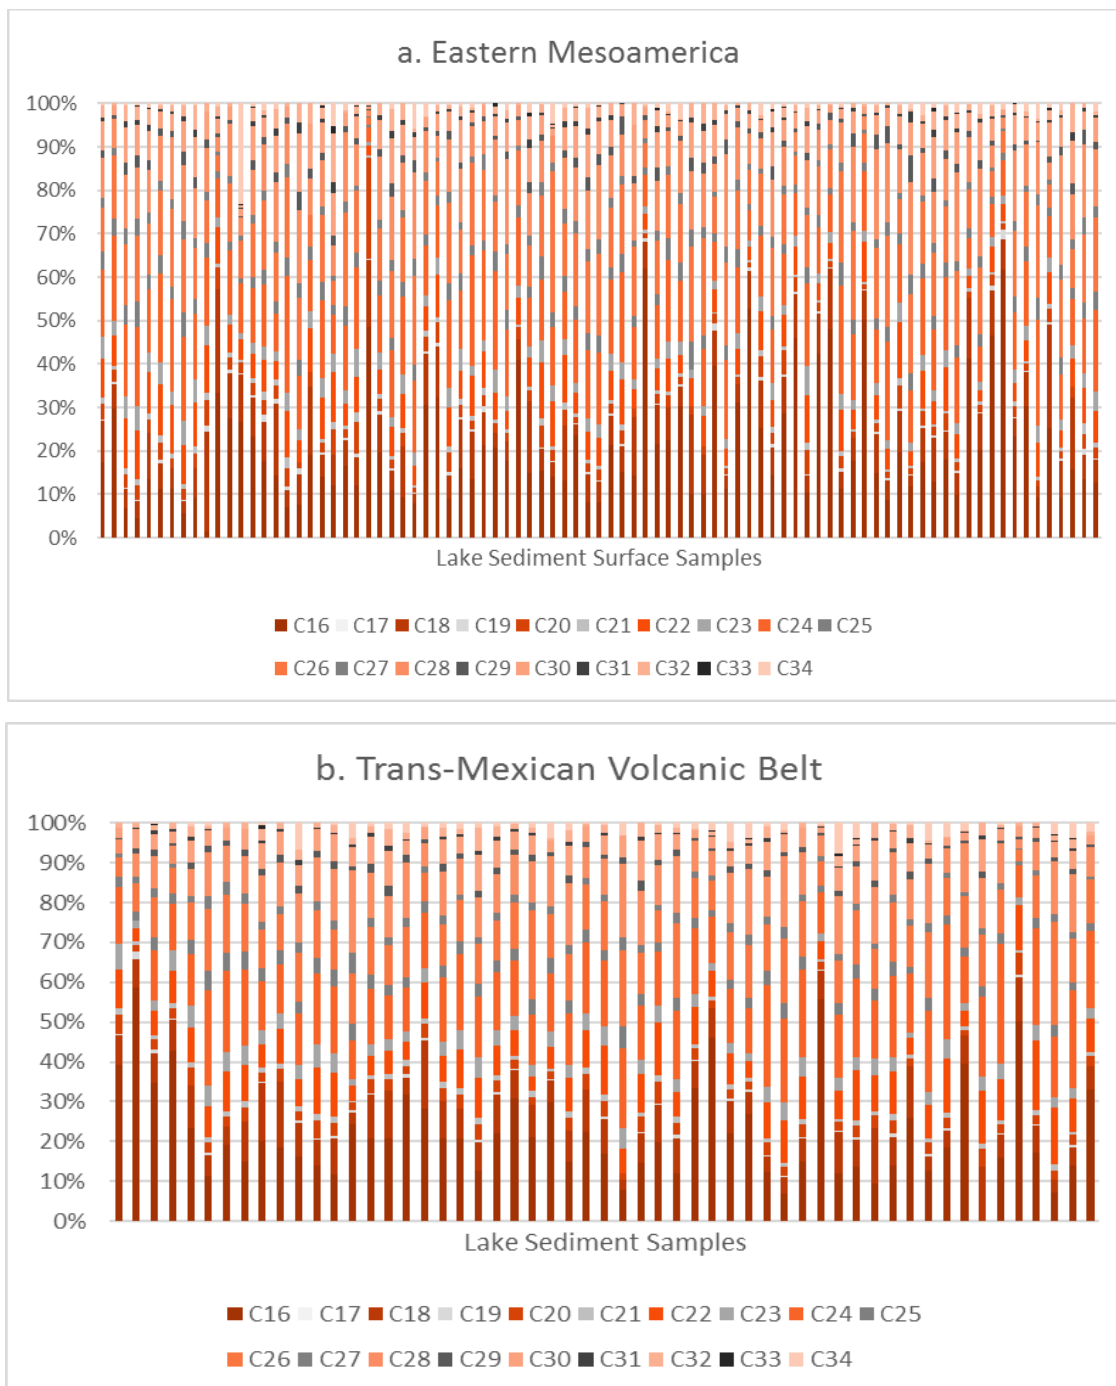 a. Eastern Mesoamerica
100%
90%
80%
70%
60%
50%
40%
30%
20%
10%
0%
Lake Sediment Surface Samples
C16 C17 C18 C19 C20 C21 C22 C23 C24 C25
C26 C27 C28 C29 C30 C31 C32 C33 C34
b. Trans-Mexican Volcanic Belt
100%
90%
80%
70%
60%
50%
40%
30%
20%
10%
0%
Lake Sediment Samples
C16 C17 C18 C19 C20 C21 C22 C23 C24 C25
C26 C27 C28 C29 C30 C31 C32 C33 C34